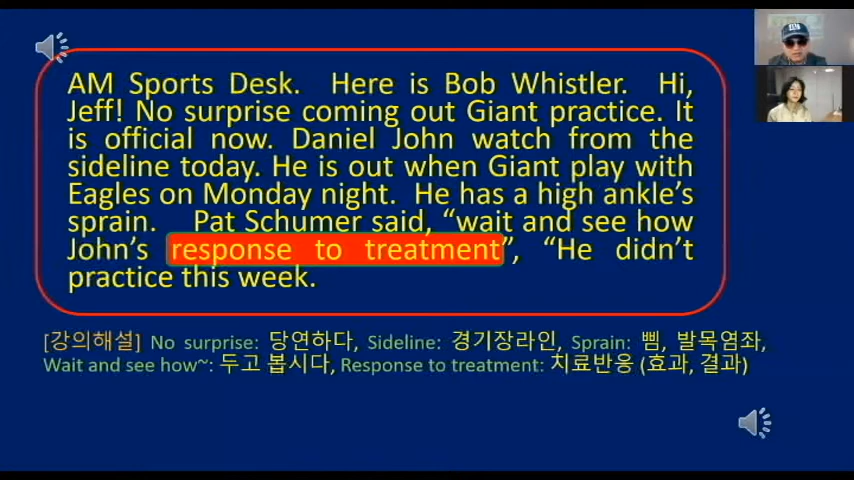 AM Sports Desk. Here is Bob Whistler. Hi,
Jeff! No surprise coming out Giant practice. It
is official now. Daniel John watch from the
sideline today. He is out when Giant play with
Eagles on Monday night. He has a high ankle's
sprain. Pat Schumer said, “wait and see how
John's response to treatment”, “He didn't
practice this week.
[강의해설] No surprise: 당연하다, Sideline: 경기장라인, Sprain: 삠, 발목염좌,
Wait and see how~: 두고 봅시다, Response to treatment: 치료반응 (효과, 결과)